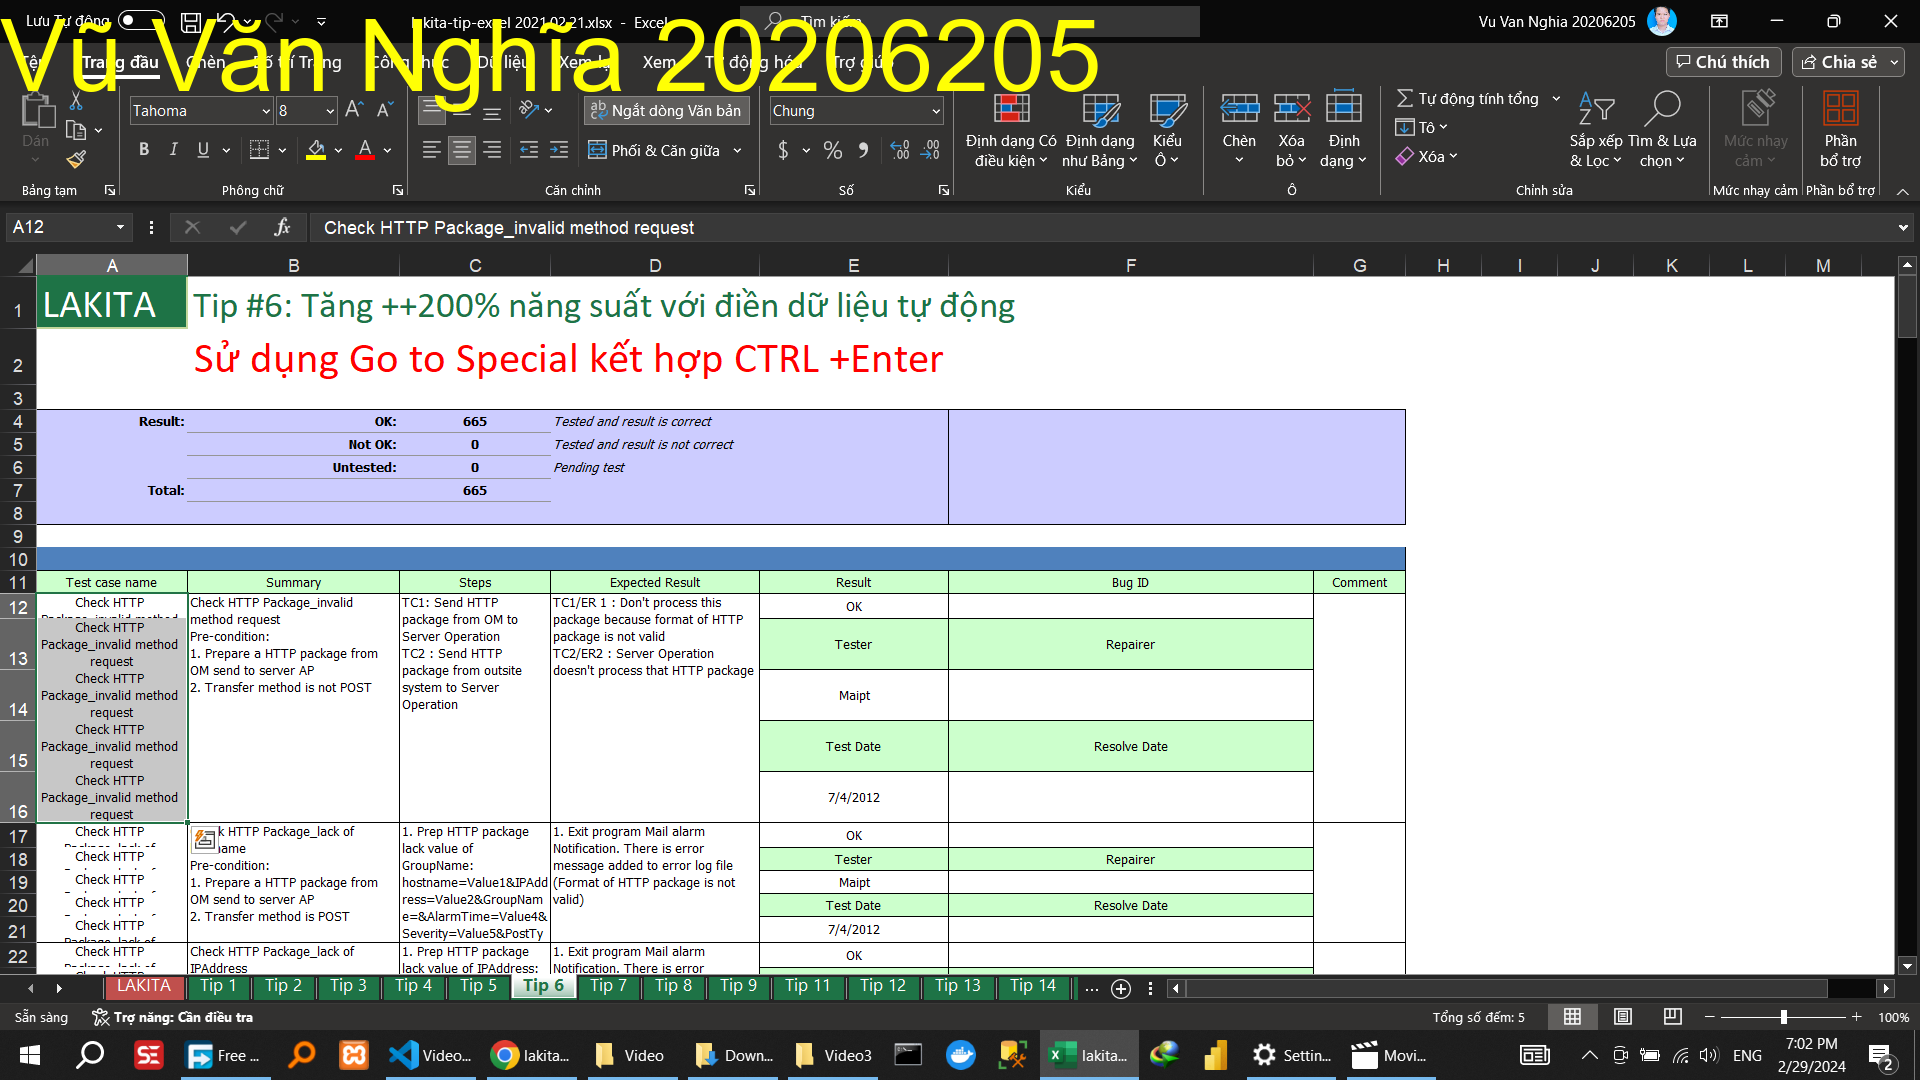 Lưu Tự động
lakita-tip-excel 2021.02.21.xlsx - Excel
Tìm kiếm
Vu Van Nghia 20206205
Vũ Văn Nghĩa 20206205
Tệp Trang đầu Chèn Bố trí Trang Công thức Dữ liệu Xem lại Xem Tự động hóa Trợ giúp
Chú thích Chia sẻ
Dán
Tahoma 8
Ngắt dòng Văn bản
Chung
B I U
Phối & Căn giữa
$ %
Định dạng Có điều kiện
Định dạng như Bảng
Kiểu Ô
Chèn Xóa bỏ Định dạng
Tự động tính tổng
Tô
Xóa
Sắp xếp & Lọc
Tìm & Lựa chọn
Mức nhạy cảm
Phần bổ trợ
Bảng tạm Phông chữ Căn chỉnh Số Kiểu Ô Chỉnh sửa Mức nhạy cảm Phần bổ trợ
A12 fx Check HTTP Package_invalid method request
A B C D E F G H I J K L M
1 LAKITA Tip #6: Tăng ++200% năng suất với điền dữ liệu tự động
2 Sử dụng Go to Special kết hợp CTRL +Enter
3
4 Result: OK: 665 Tested and result is correct
5 Not OK: 0 Tested and result is not correct
6 Untested: 0 Pending test
7 Total: 665
8
9
10
11 Test case name Summary Steps Expected Result Result Bug ID Comment
12 Check HTTP
Package_invalid method
13 Check HTTP
Package_invalid method
request
14 Check HTTP
Package_invalid method
request
15 Check HTTP
Package_invalid method
request
16 Check HTTP
Package_invalid method
request
Check HTTP Package_invalid
method request
Pre-condition:
1. Prepare a HTTP package from
OM send to server AP
2. Transfer method is not POST
TC1: Send HTTP
package from OM to
Server Operation
TC2 : Send HTTP
package from outsite
system to Server
Operation
TC1/ER 1 : Don't process this
package because format of HTTP
package is not valid
TC2/ER2 : Server Operation
doesn't process that HTTP package
OK
Tester Repairer
Maipt
Test Date Resolve Date
7/4/2012
17 Check HTTP
Package_lack of
18 Check HTTP
19 Check HTTP
20 Check HTTP
21 Check HTTP
Package_lack of
k HTTP Package_lack of
name
Pre-condition:
1. Prepare a HTTP package from
OM send to server AP
2. Transfer method is POST
1. Prep HTTP package
lack value of
GroupName:
hostname=Value1&IPAdd
ress=Value2&GroupNam
e=&AlarmTime=Value4&
Severity=Value5&PostTy
1. Exit program Mail alarm
Notification. There is error
message added to error log file
(Format of HTTP package is not
valid)
OK
Tester Repairer
Maipt
Test Date Resolve Date
7/4/2012
22 Check HTTP
Package_lack of
Check HTTP
Check HTTP Package_lack of
IPAddress
1. Prep HTTP package
lack value of IPAddress:
1. Exit program Mail alarm
Notification. There is error
OK
LAKITA Tip 1 Tip 2 Tip 3 Tip 4 Tip 5 Tip 6 Tip 7 Tip 8 Tip 9 Tip 11 Tip 12 Tip 13 Tip 14 ...
Sẵn sàng Trợ năng: Cần điều tra Tổng số đếm: 5 100%
SE Free ... Video... lakita... Video Down... Video3 lakita... Settin... Movi... ENG 7:02 PM
2/29/2024 2